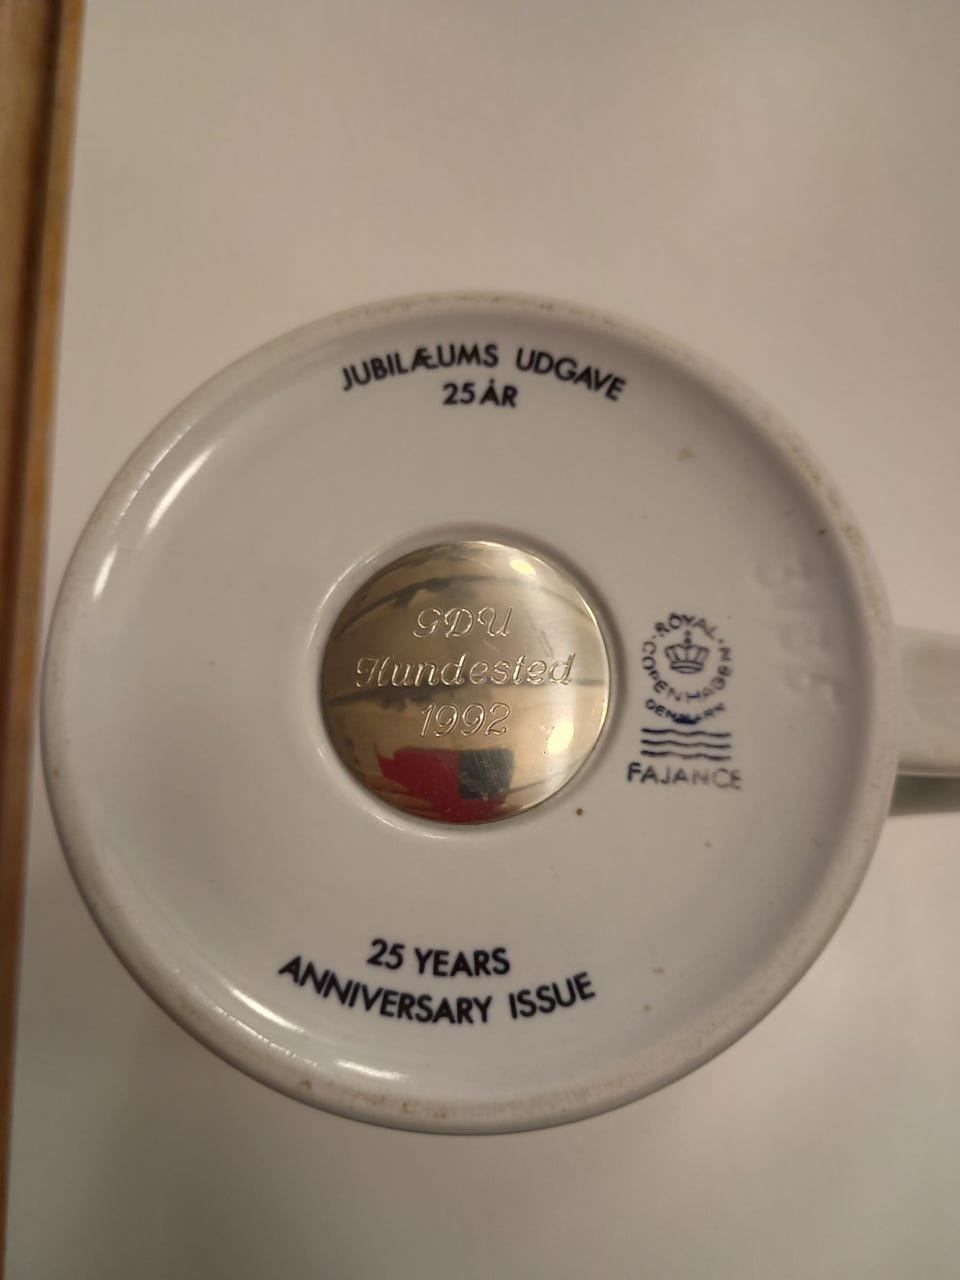 JUBILÆUMS UDGAVE
25 ÅR
GDU
Hundested
1992
ROYAL
COPENHAGEN
DENMARK
FAJANCE
25 YEARS
ANNIVERSARY ISSUE